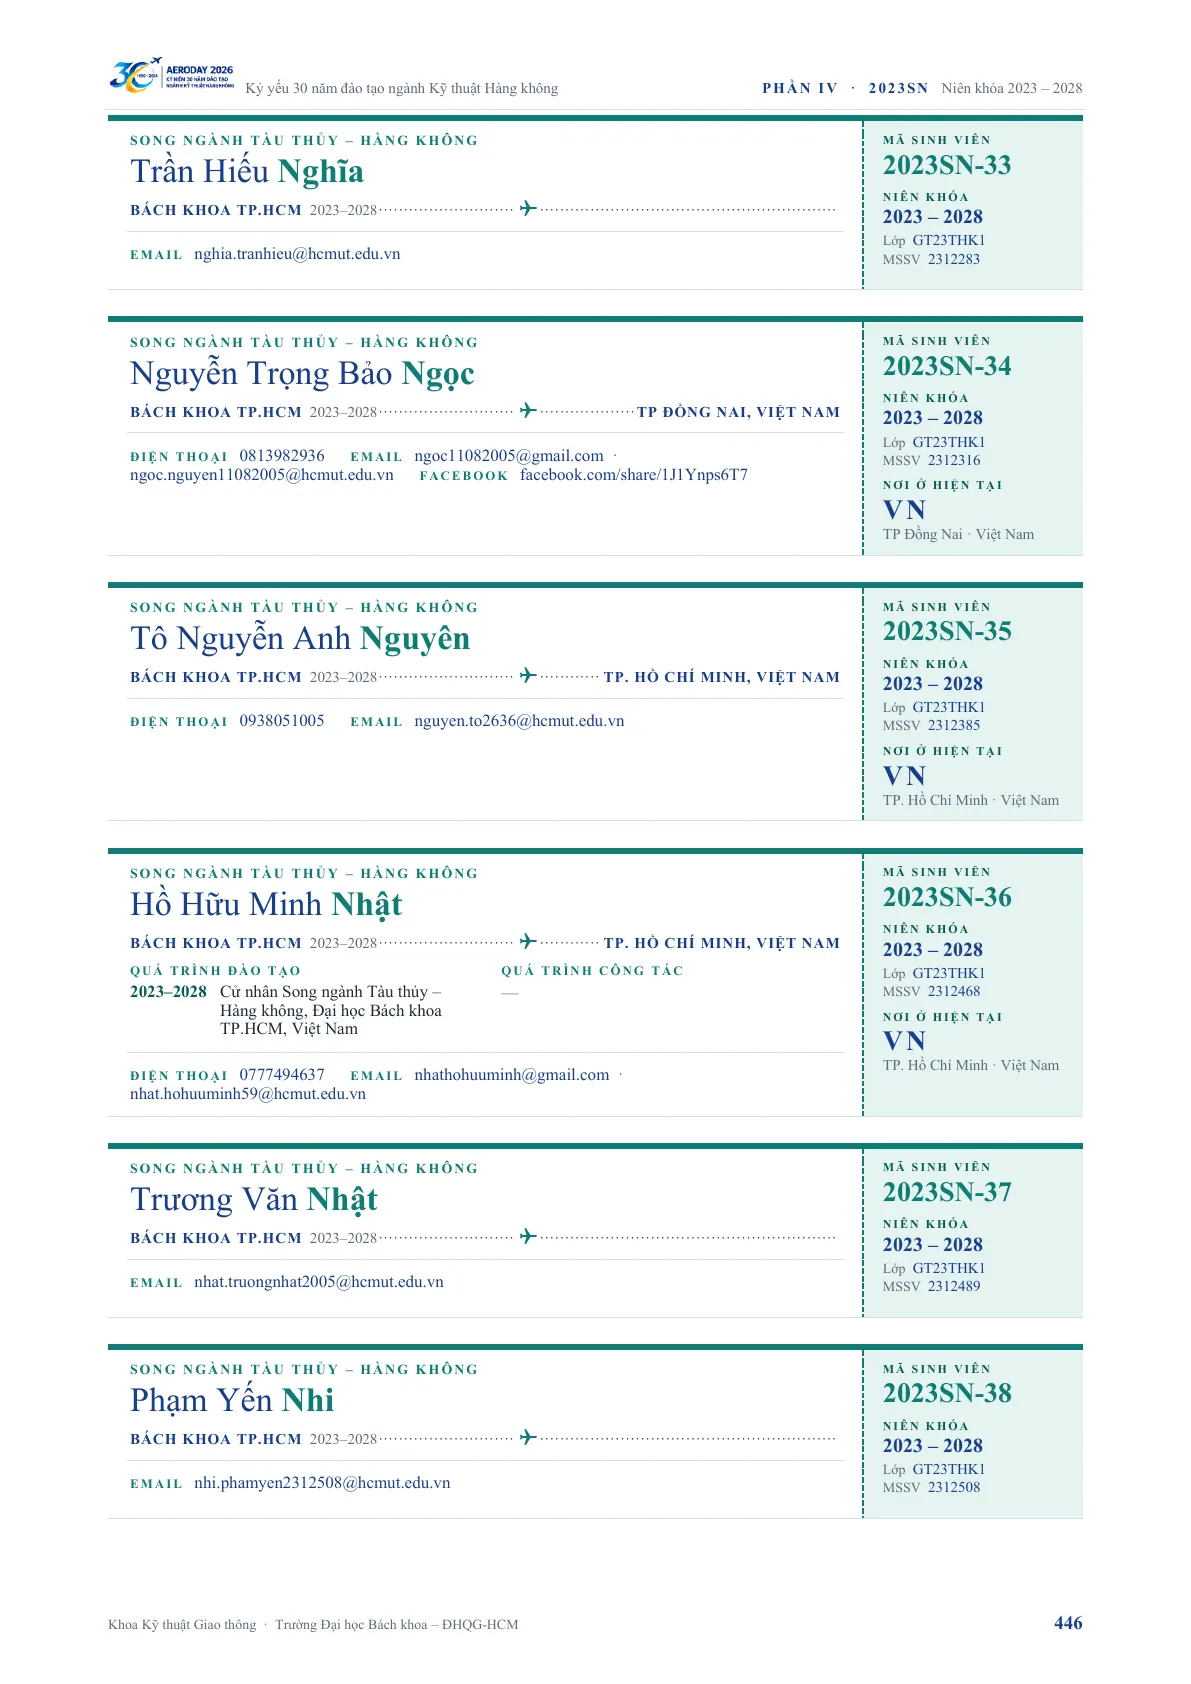 AERODAY 2026
KỶ NIỆM 30 NĂM ĐÀO TẠO
NGÀNH KỸ THUẬT HÀNG KHÔNG
Kỷ yếu 30 năm đào tạo ngành Kỹ thuật Hàng không
PHẦN IV · 2023SN Niên khóa 2023 – 2028
SONG NGÀNH TÀU THỦY – HÀNG KHÔNG
Trần Hiếu Nghĩa
BÁCH KHOA TP.HCM 2023–2028
EMAIL nghia.tranhieu@hcmut.edu.vn
MÃ SINH VIÊN
2023SN-33
NIÊN KHÓA
2023 – 2028
Lớp GT23THK1
MSSV 2312283
SONG NGÀNH TÀU THỦY – HÀNG KHÔNG
Nguyễn Trọng Bảo Ngọc
BÁCH KHOA TP.HCM 2023–2028 TP ĐỒNG NAI, VIỆT NAM
ĐIỆN THOẠI 0813982936 EMAIL ngoc11082005@gmail.com ·
ngoc.nguyen11082005@hcmut.edu.vn FACEBOOK facebook.com/share/1J1Ynps6T7
MÃ SINH VIÊN
2023SN-34
NIÊN KHÓA
2023 – 2028
Lớp GT23THK1
MSSV 2312316
NƠI Ở HIỆN TẠI
VN
TP Đồng Nai · Việt Nam
SONG NGÀNH TÀU THỦY – HÀNG KHÔNG
Tô Nguyễn Anh Nguyên
BÁCH KHOA TP.HCM 2023–2028 TP. HỒ CHÍ MINH, VIỆT NAM
ĐIỆN THOẠI 0938051005 EMAIL nguyen.to2636@hcmut.edu.vn
MÃ SINH VIÊN
2023SN-35
NIÊN KHÓA
2023 – 2028
Lớp GT23THK1
MSSV 2312385
NƠI Ở HIỆN TẠI
VN
TP. Hồ Chí Minh · Việt Nam
SONG NGÀNH TÀU THỦY – HÀNG KHÔNG
Hồ Hữu Minh Nhật
BÁCH KHOA TP.HCM 2023–2028 TP. HỒ CHÍ MINH, VIỆT NAM
QUÁ TRÌNH ĐÀO TẠO
2023–2028 Cử nhân Song ngành Tàu thủy –
Hàng không, Đại học Bách khoa
TP.HCM, Việt Nam
QUÁ TRÌNH CÔNG TÁC
—
ĐIỆN THOẠI 0777494637 EMAIL nhathohuuminh@gmail.com ·
nhat.hohuuminh59@hcmut.edu.vn
MÃ SINH VIÊN
2023SN-36
NIÊN KHÓA
2023 – 2028
Lớp GT23THK1
MSSV 2312468
NƠI Ở HIỆN TẠI
VN
TP. Hồ Chí Minh · Việt Nam
SONG NGÀNH TÀU THỦY – HÀNG KHÔNG
Trương Văn Nhật
BÁCH KHOA TP.HCM 2023–2028
EMAIL nhat.truongnhat2005@hcmut.edu.vn
MÃ SINH VIÊN
2023SN-37
NIÊN KHÓA
2023 – 2028
Lớp GT23THK1
MSSV 2312489
SONG NGÀNH TÀU THỦY – HÀNG KHÔNG
Phạm Yến Nhi
BÁCH KHOA TP.HCM 2023–2028
EMAIL nhi.phamyen2312508@hcmut.edu.vn
MÃ SINH VIÊN
2023SN-38
NIÊN KHÓA
2023 – 2028
Lớp GT23THK1
MSSV 2312508
Khoa Kỹ thuật Giao thông · Trường Đại học Bách khoa – ĐHQG-HCM
446